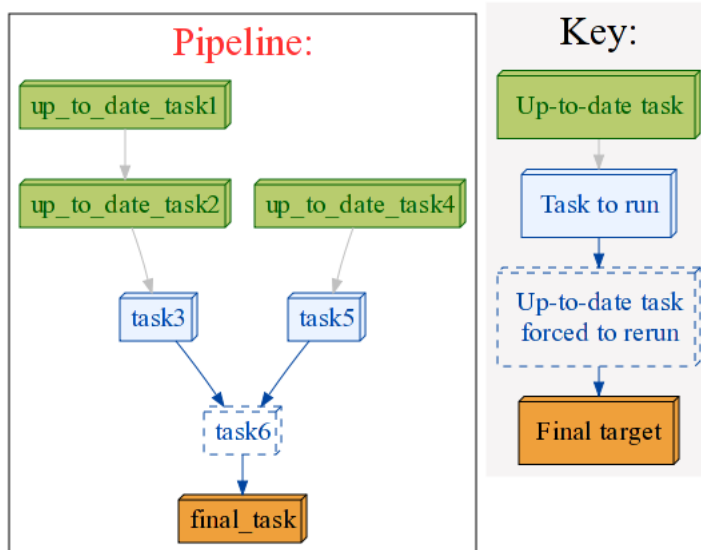 Pipeline:
up_to_date_task1
up_to_date_task2
up_to_date_task4
task3
task5
task6
final_task
Key:
Up-to-date task
Task to run
Up-to-date task
forced to rerun
Final target